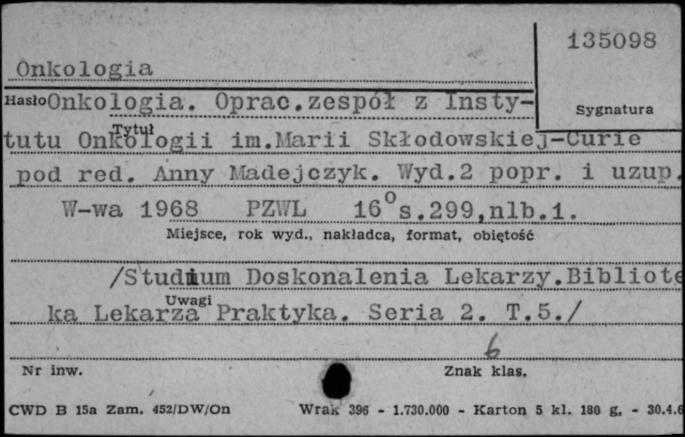 135098
Onkologia
Hasło Onkologia. Oprac.zespół z Insty-
Sygnatura
Tytuł
tutu Onkologii im.Marii Skłodowskiej-Curie
pod red. Anny Madejczyk. Wyd.2 popr. i uzup.
W-wa 1968 PZWL 16° s.299,nlb.1.
Miejsce, rok wyd., nakładca, format, objętość
/Studium Doskonalenia Lekarzy.Bibliote
Uwagi
ka Lekarza Praktyka. Seria 2. T.5./
6
Nr inw. Znak klas.
CWD B 15a Zam. 452/DW/On Wrak 396 - 1.730.000 - Karton 5 kl. 180 g. - 30.4.6